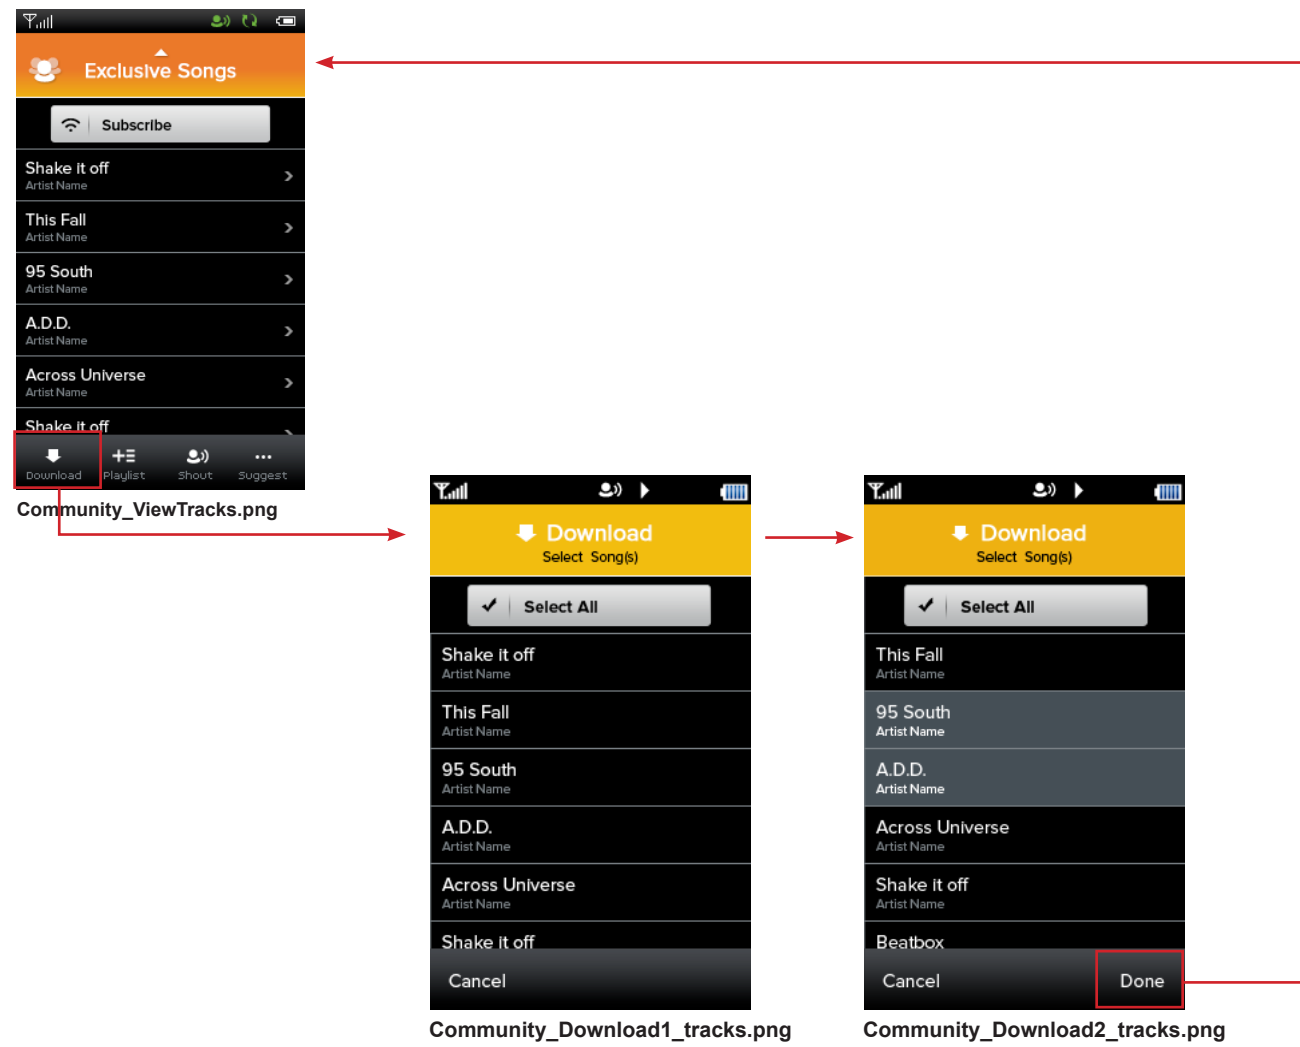 Exclusive Songs
Subscribe
Shake it off
Artist Name
This Fall
Artist Name
95 South
Artist Name
A.D.D.
Artist Name
Across Universe
Artist Name
Shake it off
Download Playlist Shout Suggest
Community_ViewTracks.png
Download
Select Song(s)
Select All
Shake it off
Artist Name
This Fall
Artist Name
95 South
Artist Name
A.D.D.
Artist Name
Across Universe
Artist Name
Shake it off
Cancel
Community_Download1_tracks.png
Download
Select Song(s)
Select All
This Fall
Artist Name
95 South
Artist Name
A.D.D.
Artist Name
Across Universe
Artist Name
Shake it off
Artist Name
Beatbox
Cancel Done
Community_Download2_tracks.png